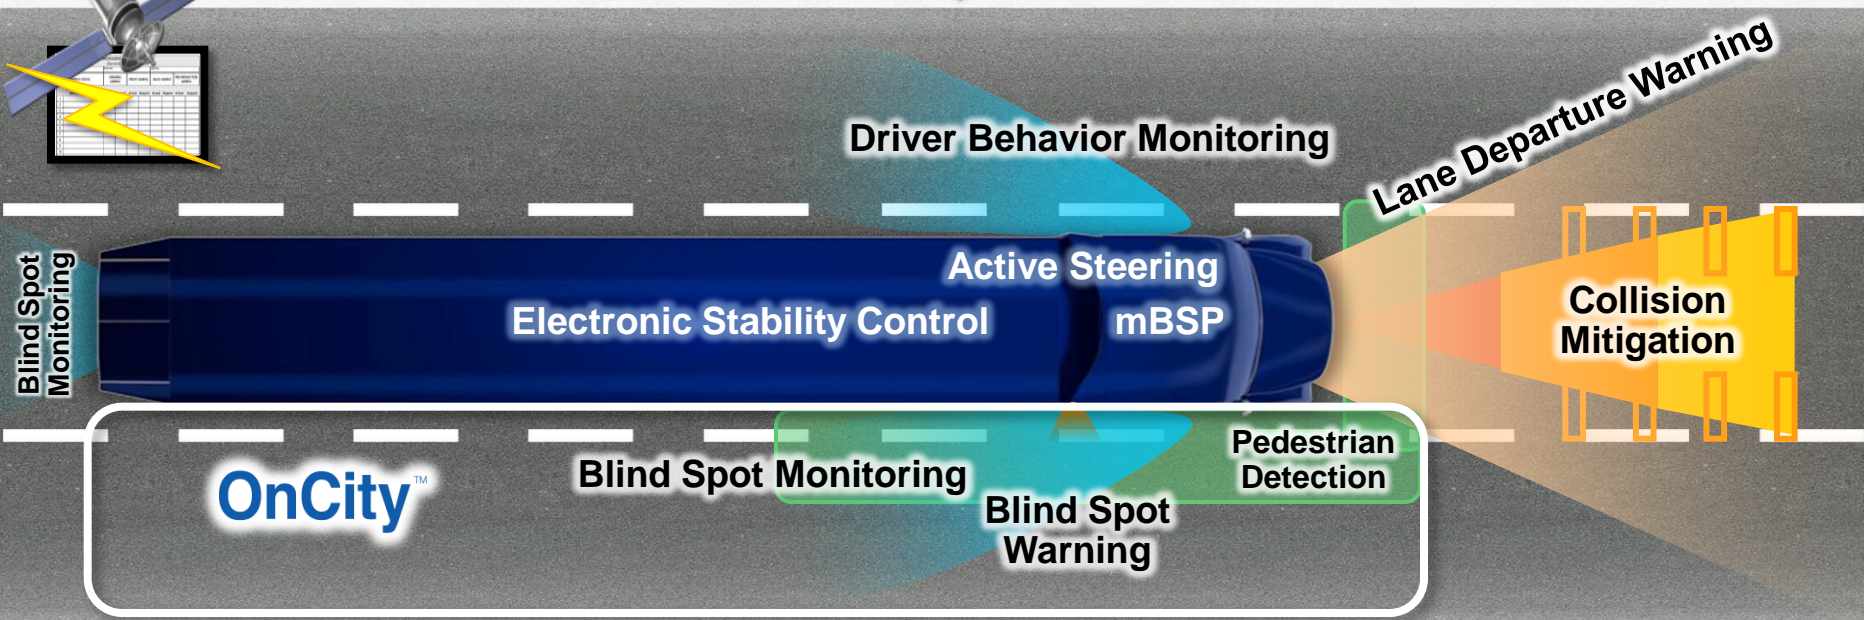 Driver Behavior Monitoring
Lane Departure Warning
Blind Spot
Monitoring
Active Steering
Electronic Stability Control
mBSP
Collision
Mitigation
OnCity™
Blind Spot Monitoring
Pedestrian
Detection
Blind Spot
Warning